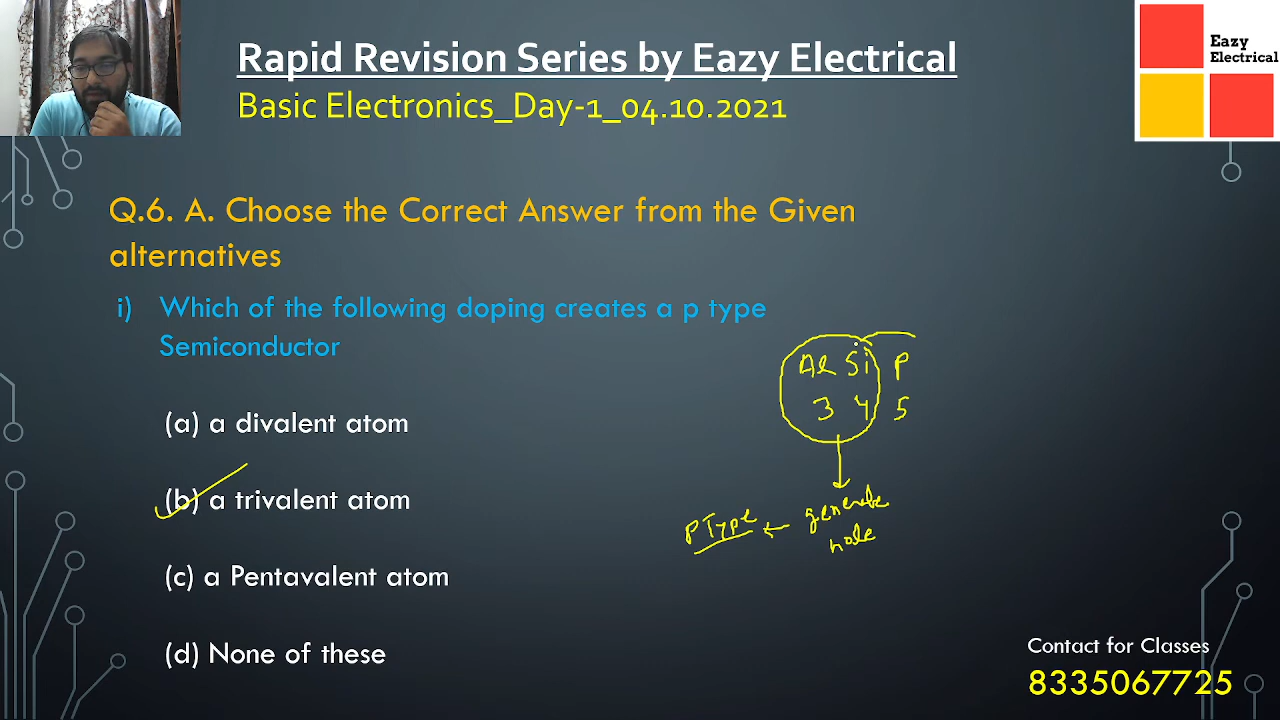 Rapid Revision Series by Eazy Electrical
Basic Electronics_Day-1_04.10.2021
Eazy
Electrical
Q.6. A. Choose the Correct Answer from the Given
alternatives
i) Which of the following doping creates a p type
Semiconductor
(a) a divalent atom
(b) a trivalent atom
(c) a Pentavalent atom
(d) None of these
Al Si P
3 4 5
generate
hole
P Type ←
Contact for Classes
8335067725